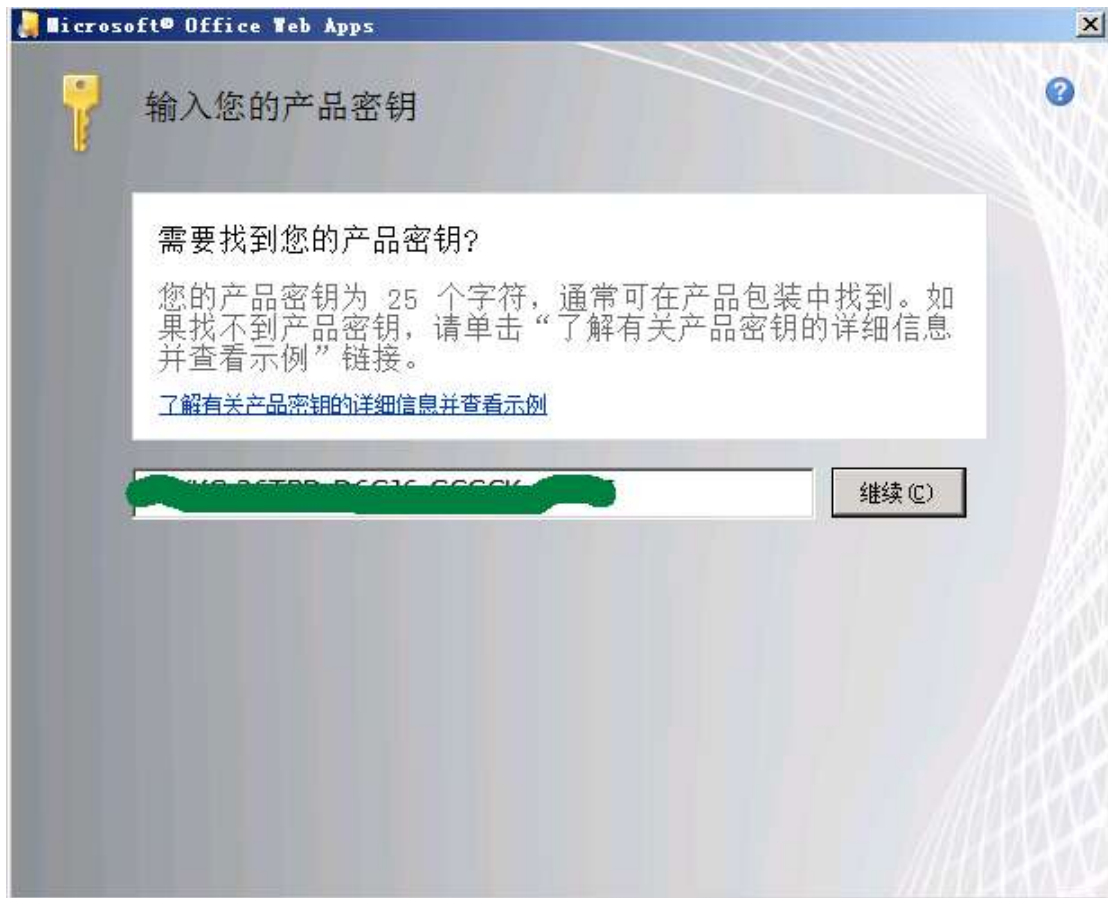 Microsoft® Office Web Apps
输入您的产品密钥
需要找到您的产品密钥?
您的产品密钥为 25 个字符，通常可在产品包装中找到。如
果找不到产品密钥，请单击“了解有关产品密钥的详细信息
并查看示例”链接。
了解有关产品密钥的详细信息并查看示例
继续(C)